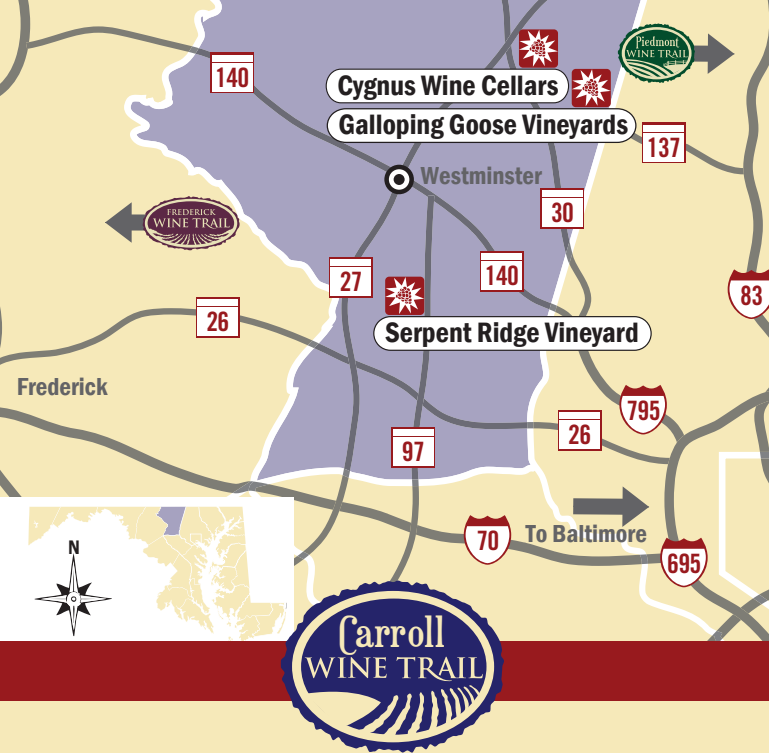 Piedmont
WINE TRAIL
140
Cygnus Wine Cellars
Galloping Goose Vineyards
137
Westminster
FREDERICK
WINE TRAIL
30
27
140
83
26
Serpent Ridge Vineyard
Frederick
795
26
97
To Baltimore
70
695
N
Carroll
WINE TRAIL